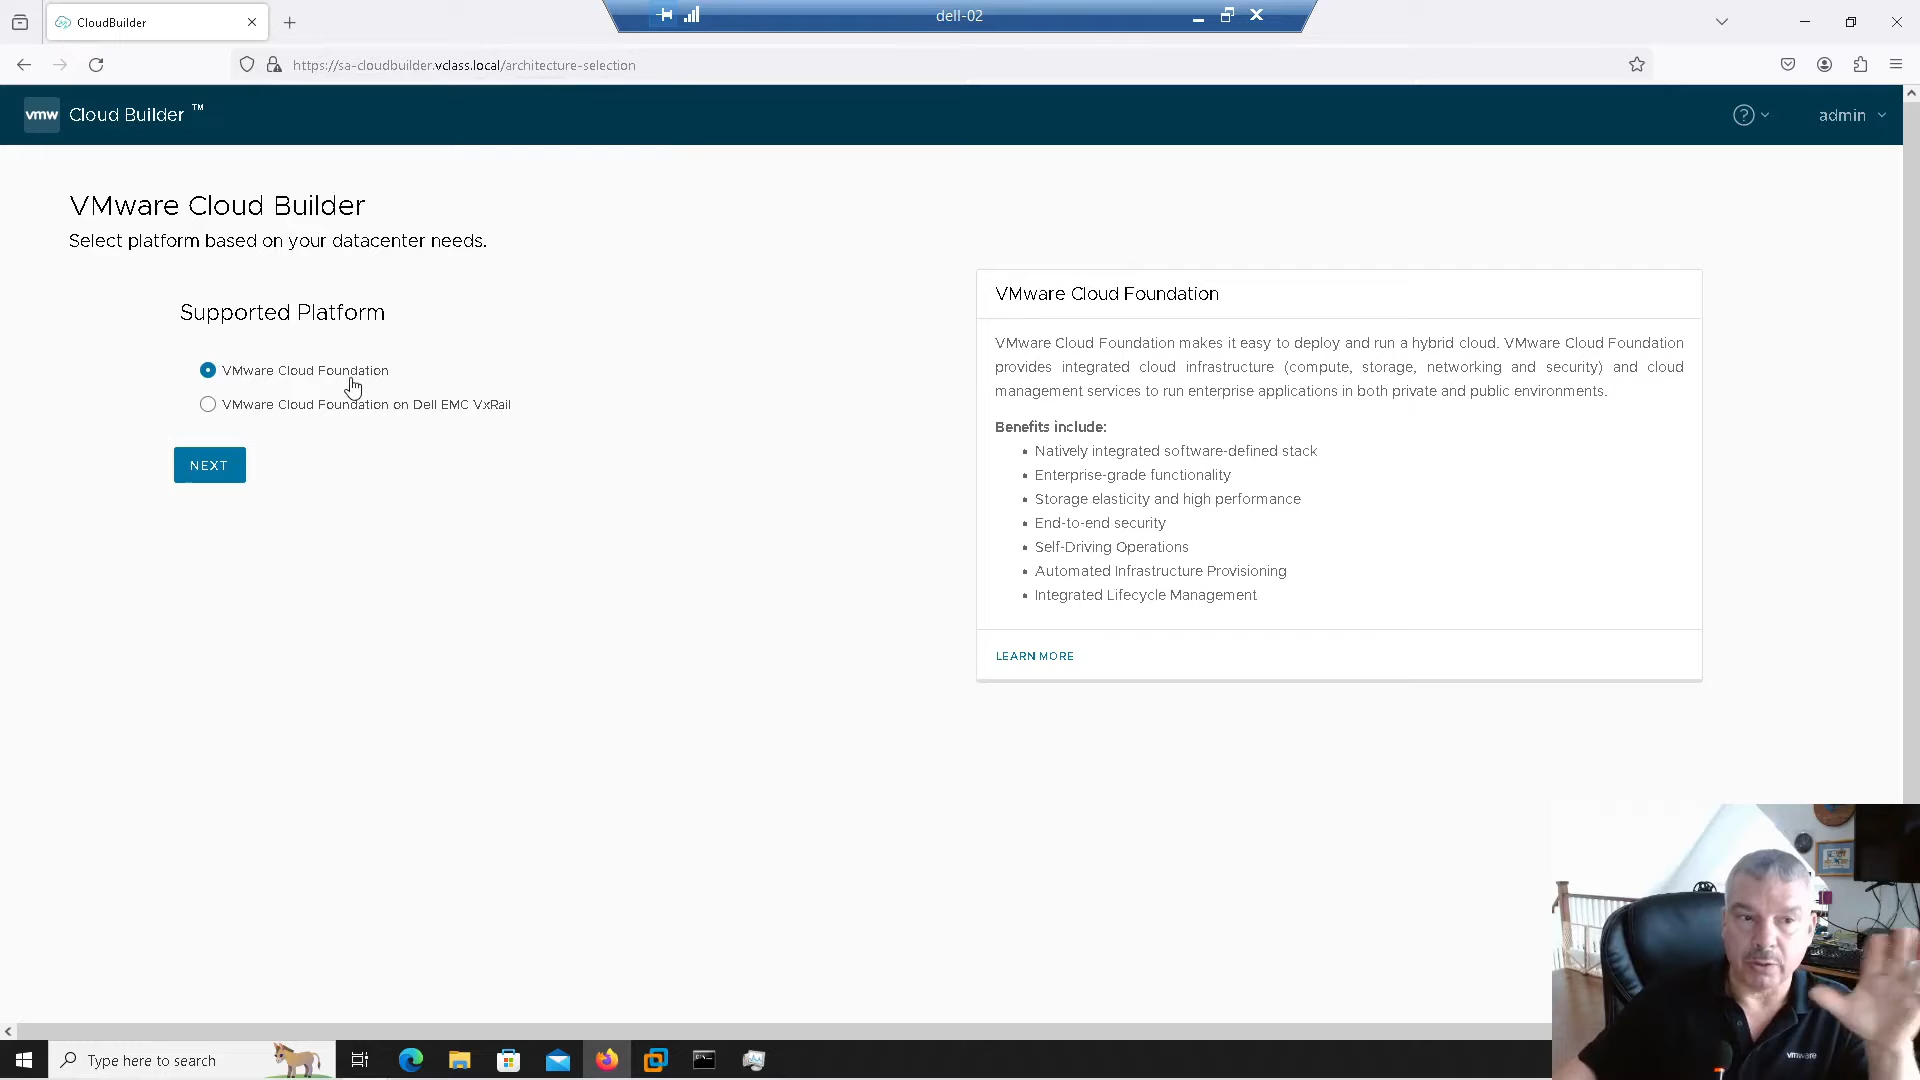 CloudBuilder
dell-02
https://sa-cloudbuilder.vclass.local/architecture-selection
vmw Cloud Builder ™
admin
VMware Cloud Builder
Select platform based on your datacenter needs.
Supported Platform
VMware Cloud Foundation
VMware Cloud Foundation on Dell EMC VxRail
NEXT
VMware Cloud Foundation
VMware Cloud Foundation makes it easy to deploy and run a hybrid cloud. VMware Cloud Foundation
provides integrated cloud infrastructure (compute, storage, networking and security) and cloud
management services to run enterprise applications in both private and public environments.
Benefits include:
Natively integrated software-defined stack
Enterprise-grade functionality
Storage elasticity and high performance
End-to-end security
Self-Driving Operations
Automated Infrastructure Provisioning
Integrated Lifecycle Management
LEARN MORE
Type here to search
vmware